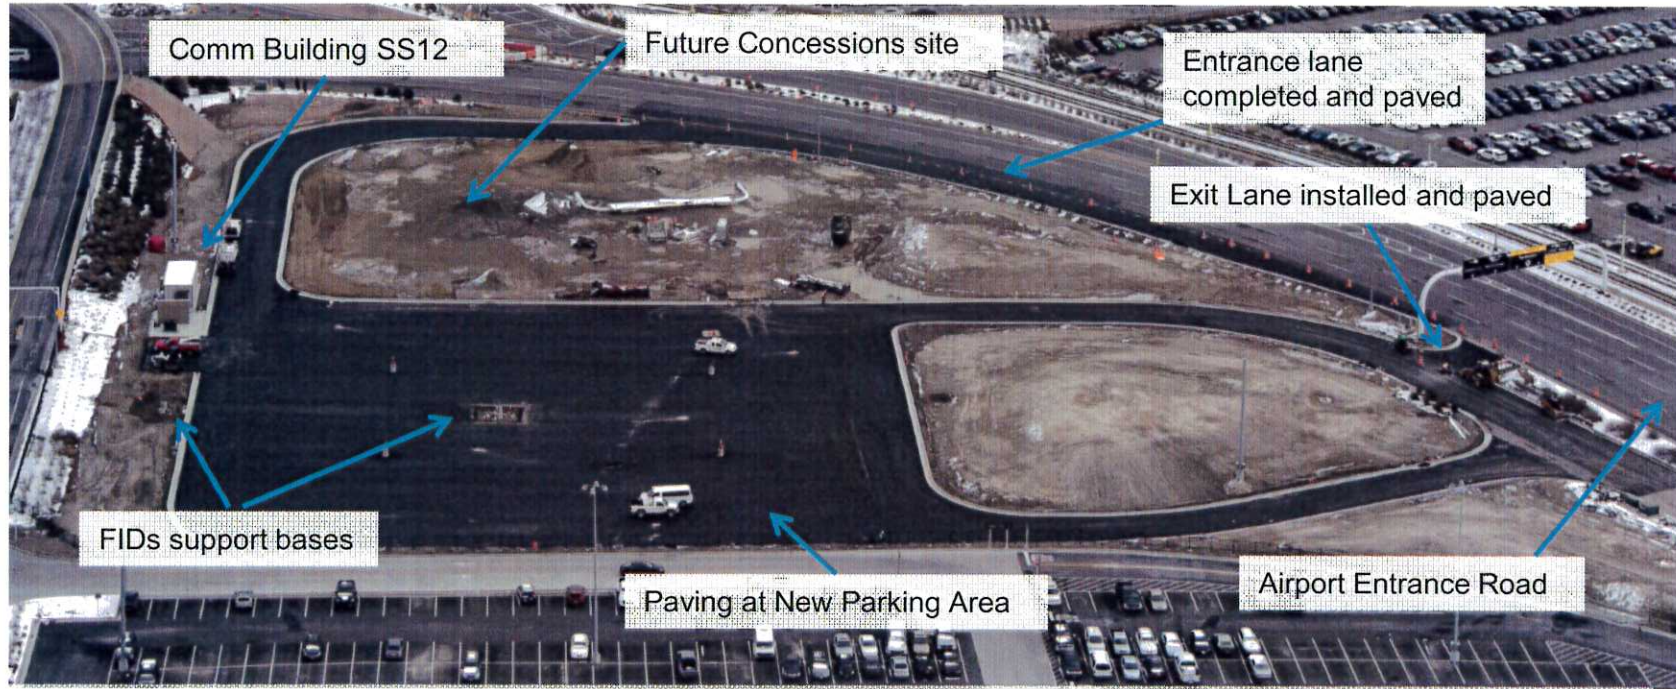 Comm Building SS12
Future Concessions site
Entrance lane
completed and paved
Exit Lane installed and paved
FIDs support bases
Paving at New Parking Area
Airport Entrance Road